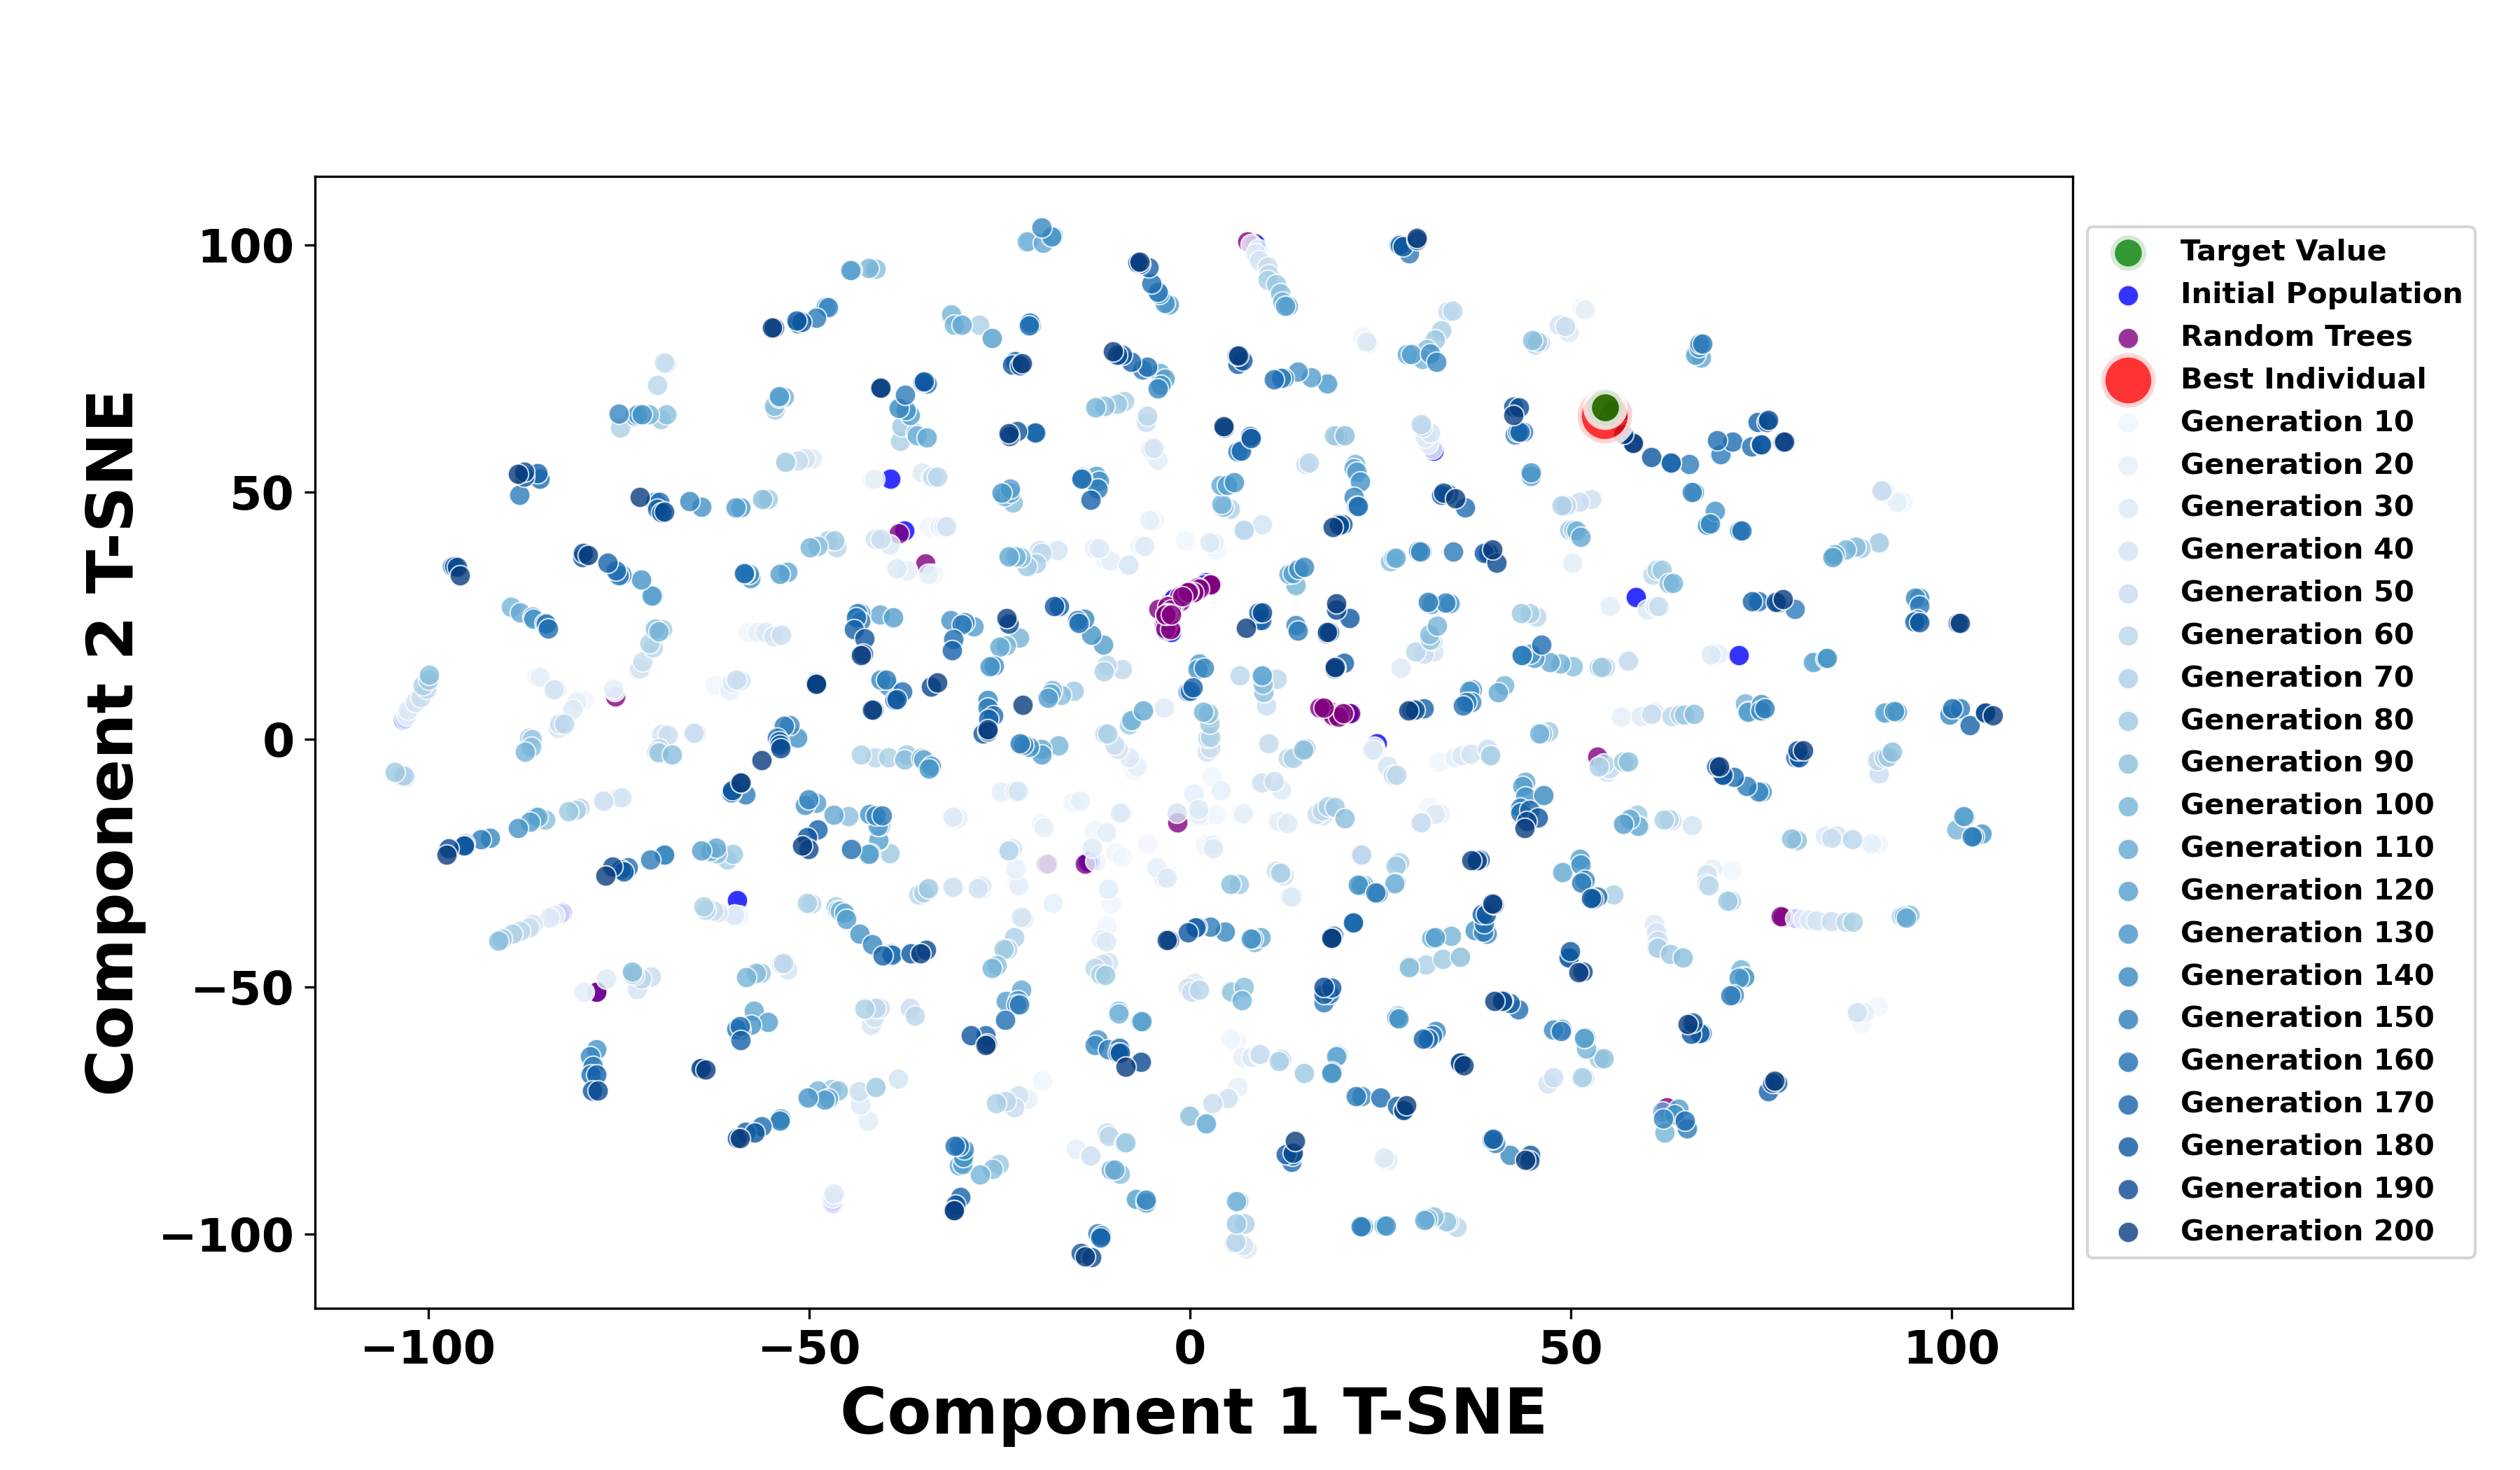 100
50
0
−50
−100
−100
−50
0
50
100
Component 2 T-SNE
Component 1 T-SNE
Target Value
Initial Population
Random Trees
Best Individual
Generation 10
Generation 20
Generation 30
Generation 40
Generation 50
Generation 60
Generation 70
Generation 80
Generation 90
Generation 100
Generation 110
Generation 120
Generation 130
Generation 140
Generation 150
Generation 160
Generation 170
Generation 180
Generation 190
Generation 200